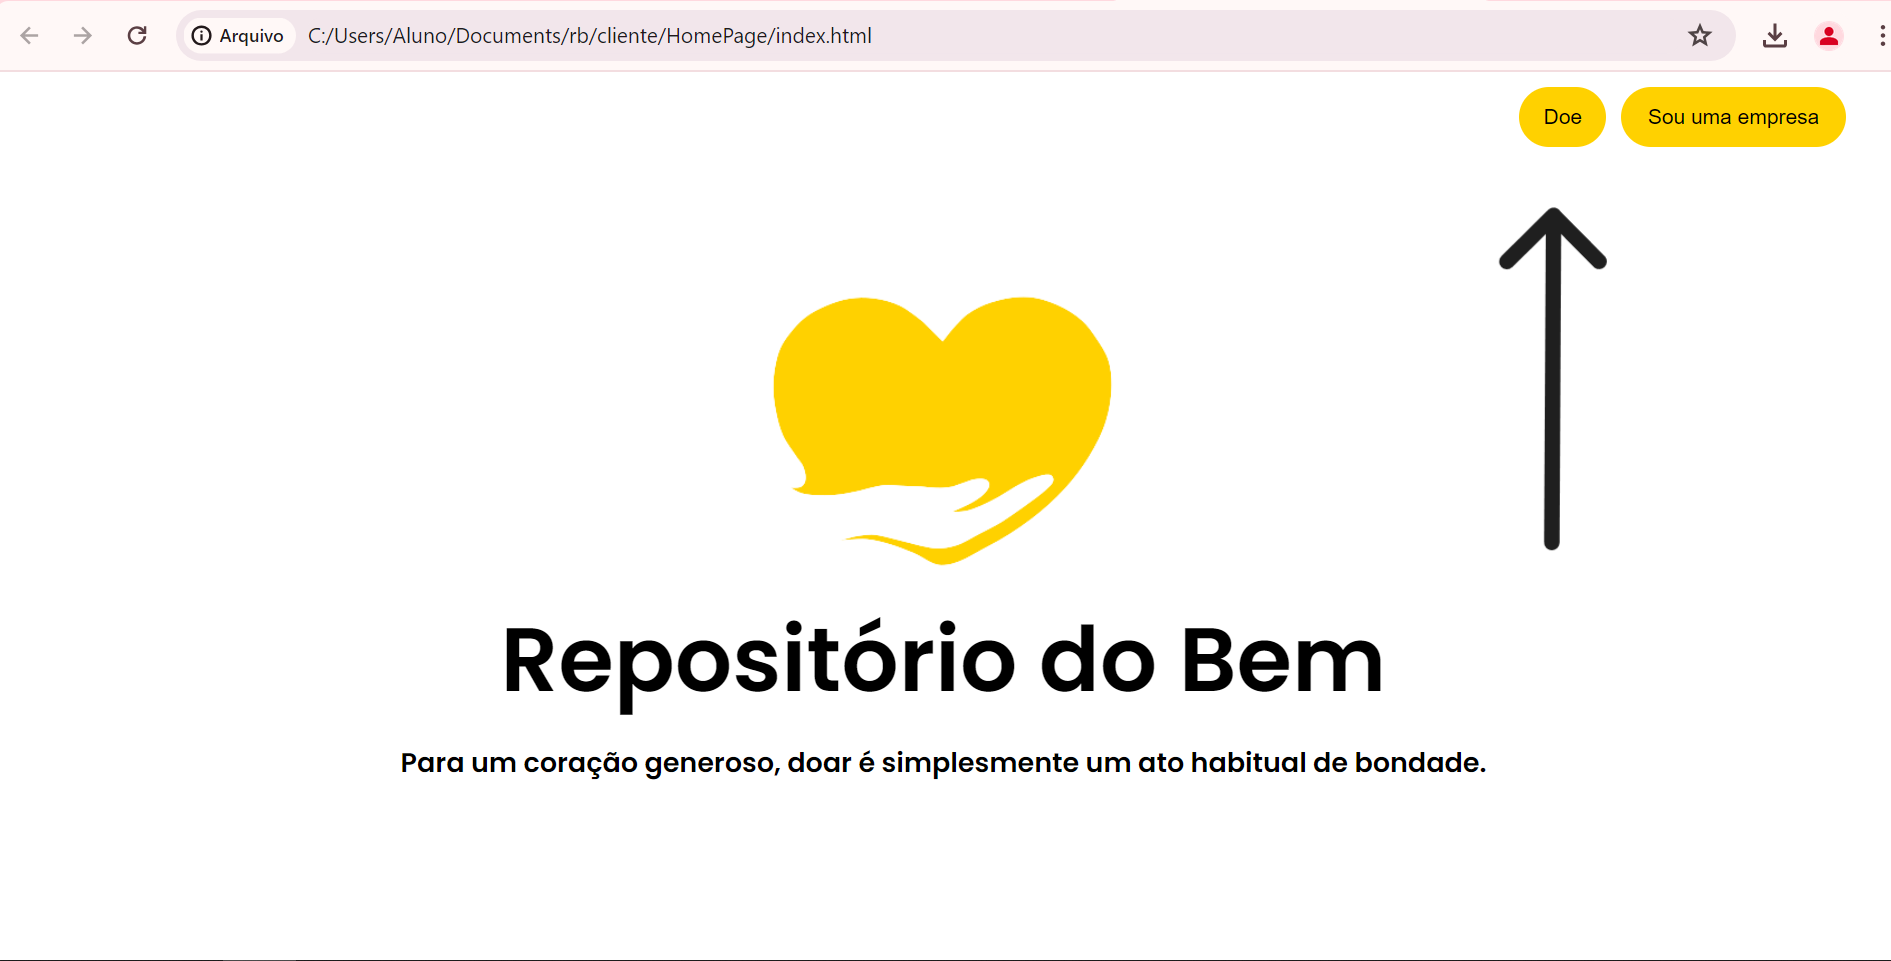 Arquivo C:/Users/Aluno/Documents/rb/cliente/HomePage/index.html
Doe Sou uma empresa
Repositório do Bem
Para um coração generoso, doar é simplesmente um ato habitual de bondade.